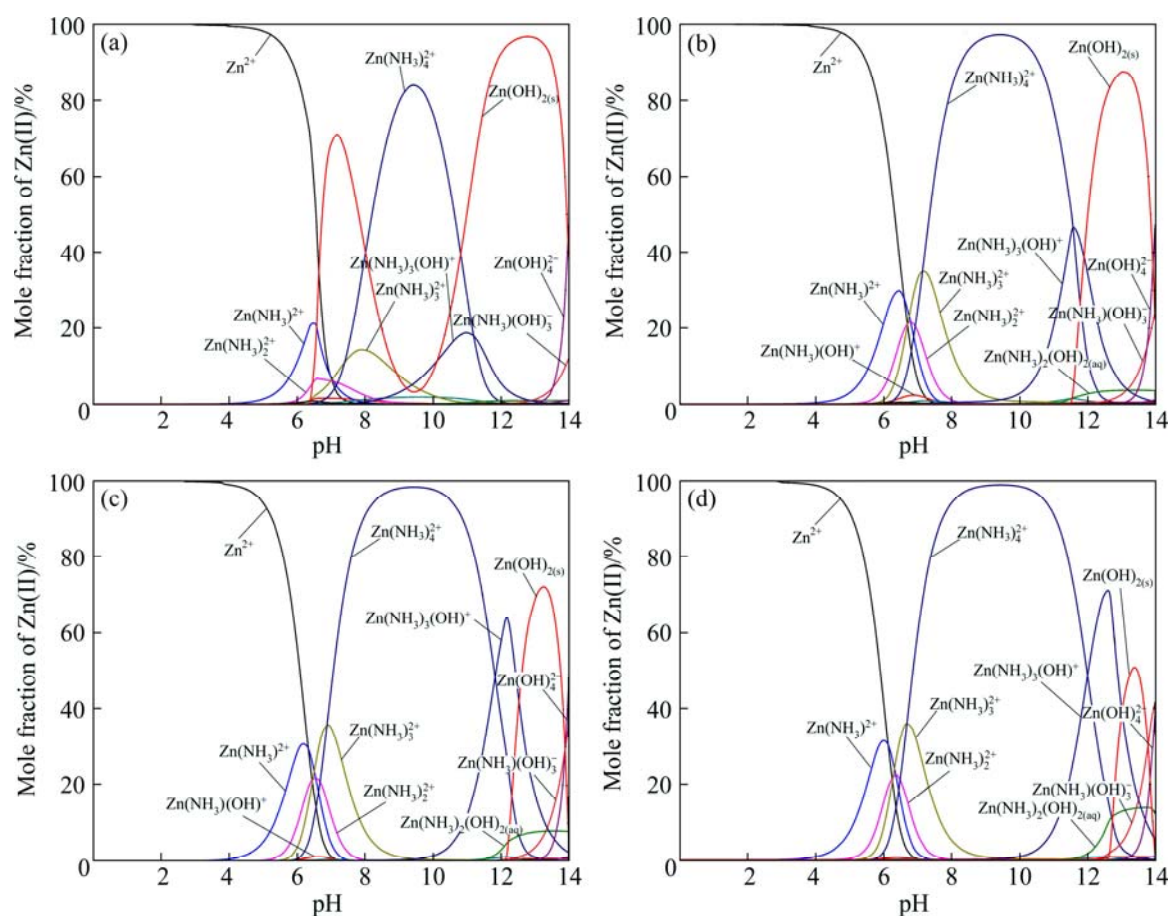 (a)
Mole fraction of Zn(II)/%
100
80
60
40
20
0
Zn²⁺
Zn(NH₃)₄²⁺
Zn(OH)₂₍ₛ₎
Zn(NH₃)₃(OH)⁺
Zn(NH₃)₃²⁺
Zn(OH)₄²⁻
Zn(NH₃)(OH)₃⁻
Zn(NH₃)²⁺
Zn(NH₃)₂²⁺
2 4 6 8 10 12 14
pH
(b)
Mole fraction of Zn(II)/%
100
80
60
40
20
0
Zn²⁺
Zn(OH)₂₍ₛ₎
Zn(NH₃)₄²⁺
Zn(NH₃)₃(OH)⁺
Zn(OH)₄²⁻
Zn(NH₃)²⁺
Zn(NH₃)₃²⁺
Zn(NH₃)₂²⁺
Zn(NH₃)(OH)₃⁻
Zn(NH₃)(OH)⁺
Zn(NH₃)₂(OH)₂₍ₐq₎
2 4 6 8 10 12 14
pH
(c)
Mole fraction of Zn(II)/%
100
80
60
40
20
0
Zn²⁺
Zn(NH₃)₄²⁺
Zn(OH)₂₍ₛ₎
Zn(NH₃)₃(OH)⁺
Zn(OH)₄²⁻
Zn(NH₃)²⁺
Zn(NH₃)₃²⁺
Zn(NH₃)(OH)₃⁻
Zn(NH₃)(OH)⁺
Zn(NH₃)₂²⁺
Zn(NH₃)₂(OH)₂₍ₐq₎
2 4 6 8 10 12 14
pH
(d)
Mole fraction of Zn(II)/%
100
80
60
40
20
0
Zn²⁺
Zn(NH₃)₄²⁺
Zn(OH)₂₍ₛ₎
Zn(NH₃)₃(OH)⁺
Zn(OH)₄²⁻
Zn(NH₃)²⁺
Zn(NH₃)₃²⁺
Zn(NH₃)₂²⁺
Zn(NH₃)(OH)₃⁻
Zn(NH₃)₂(OH)₂₍ₐq₎
2 4 6 8 10 12 14
pH